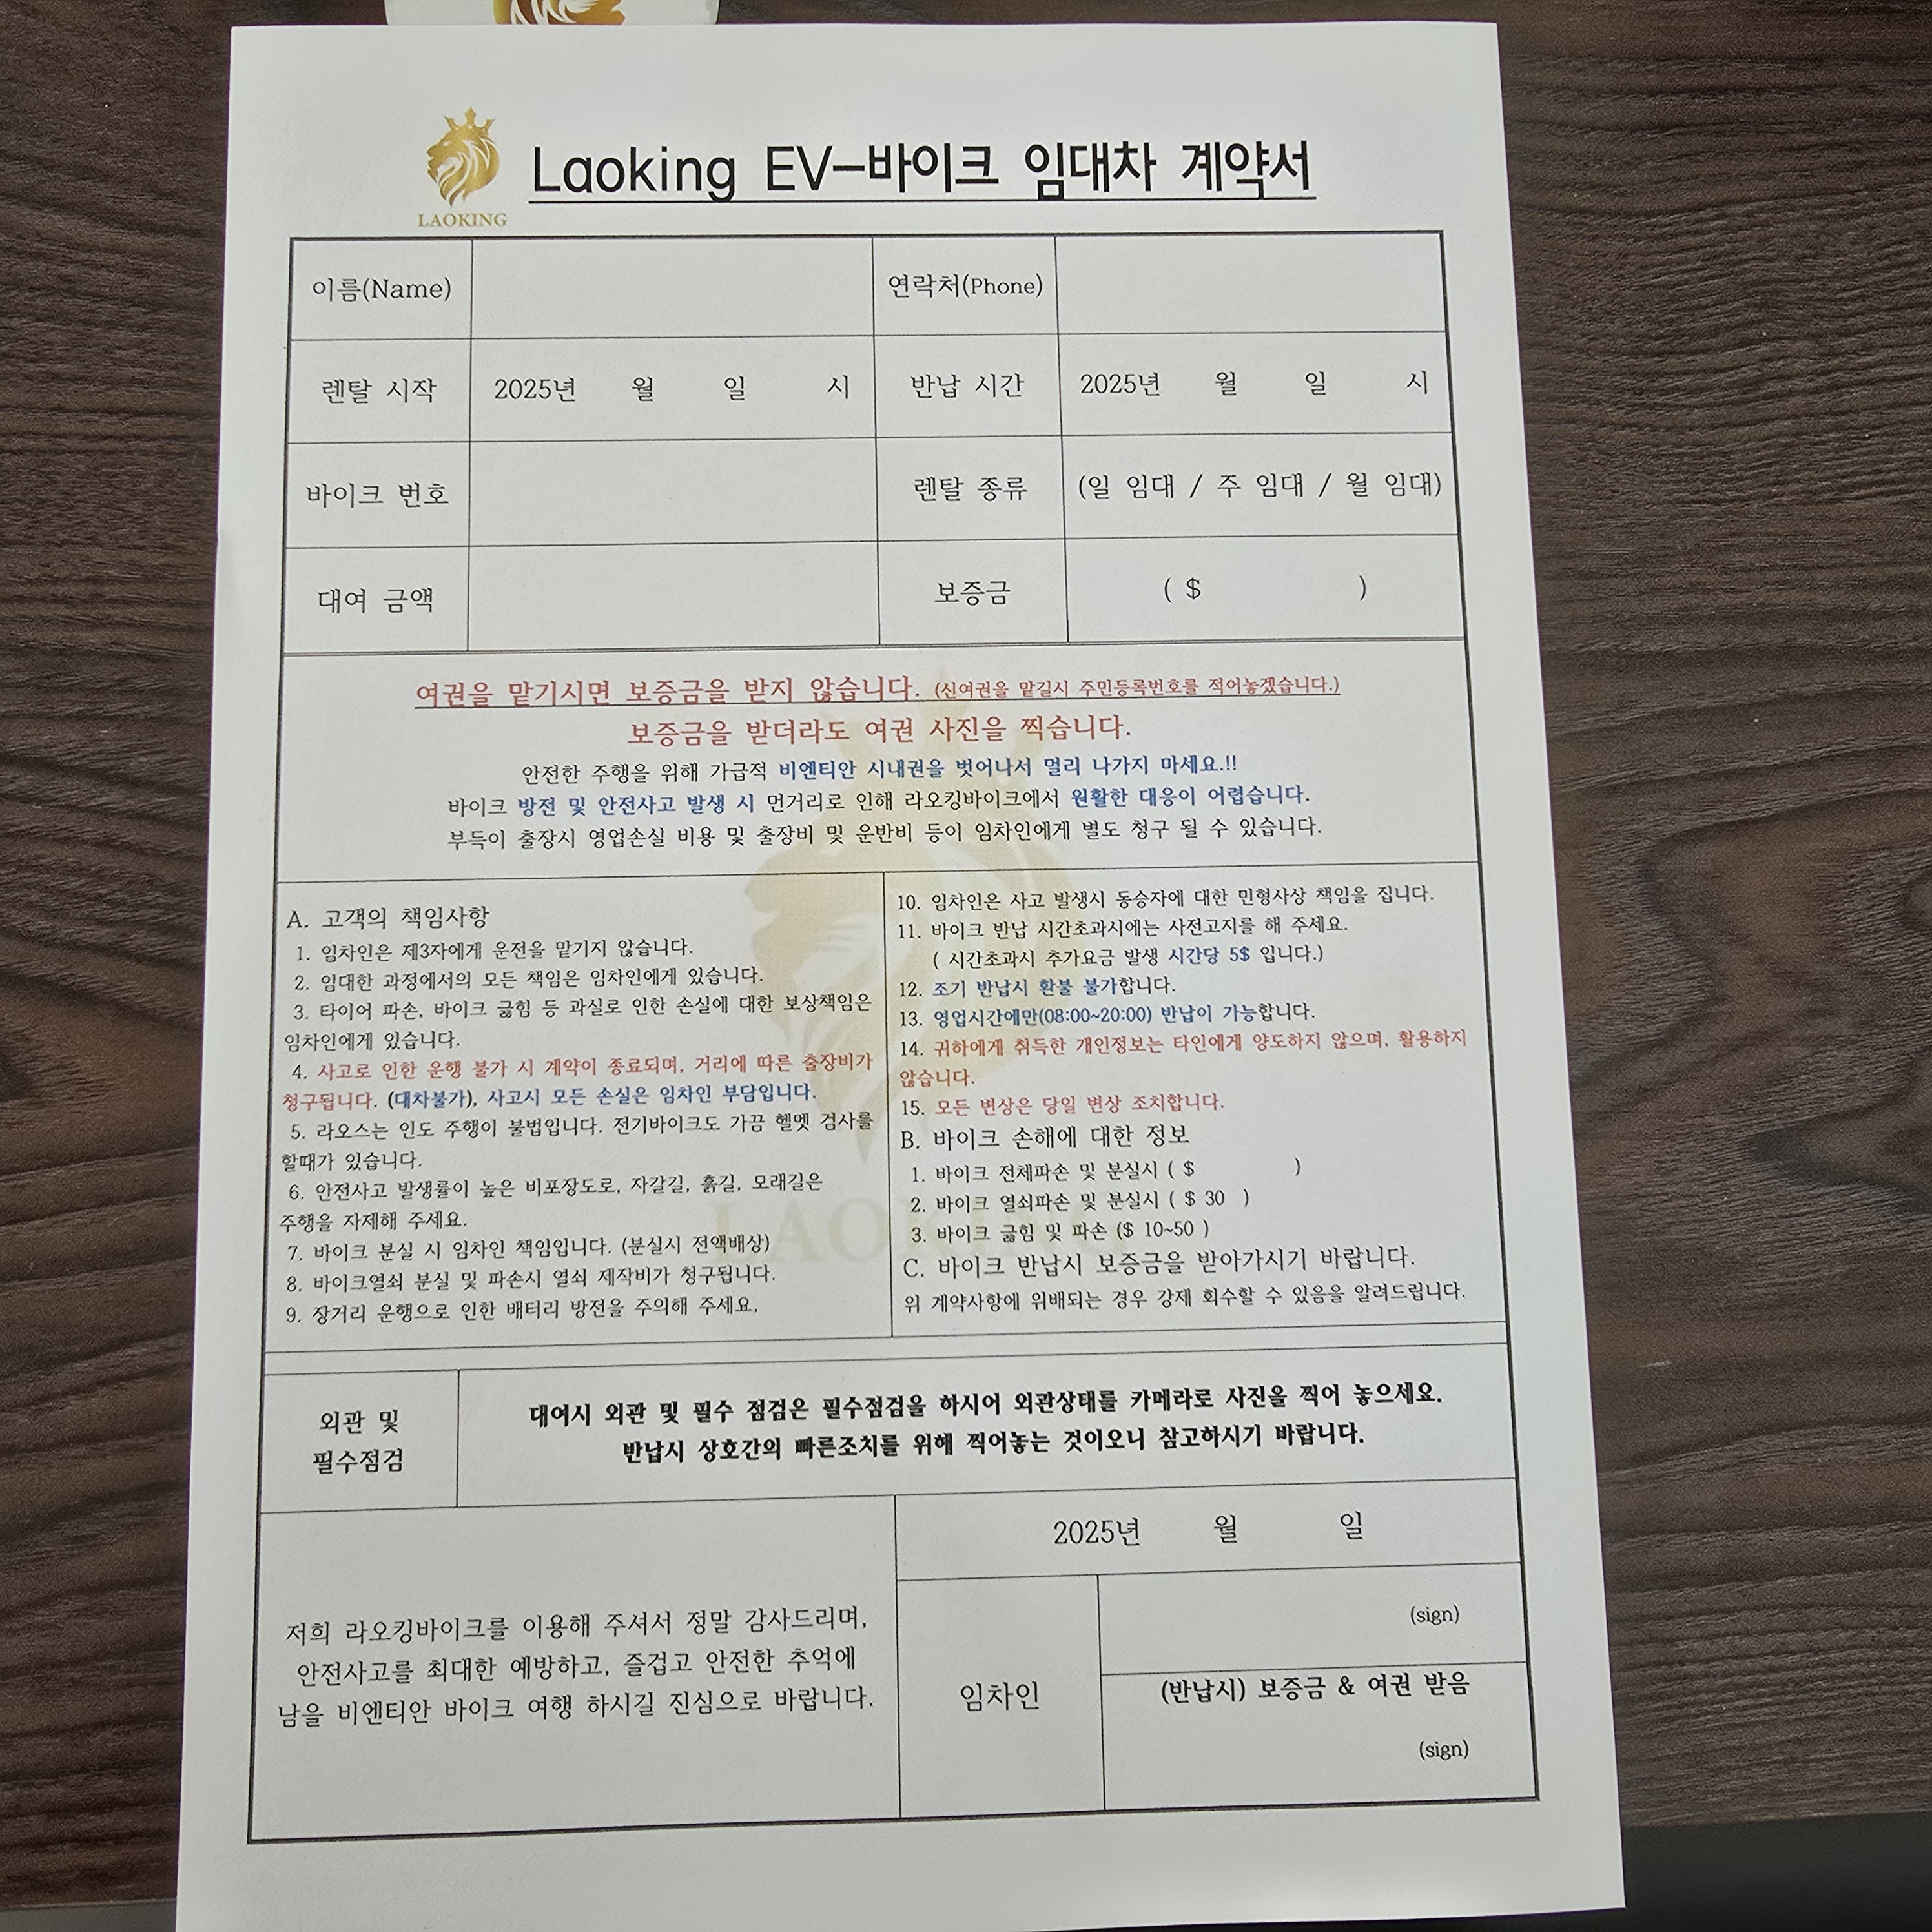 LAOKING
Laoking EV-바이크 임대차 계약서
이름(Name) 연락처(Phone)
렌탈 시작 2025년 월 일 시 반납 시간 2025년 월 일 시
바이크 번호 렌탈 종류 (일 임대 / 주 임대 / 월 임대)
대여 금액 보증금 ( $ )
여권을 맡기시면 보증금을 받지 않습니다. (신여권을 맡길시 주민등록번호를 적어놓겠습니다.)
보증금을 받더라도 여권 사진을 찍습니다.
안전한 주행을 위해 가급적 비엔티안 시내권을 벗어나서 멀리 나가지 마세요.!!
바이크 방전 및 안전사고 발생 시 먼거리로 인해 라오킹바이크에서 원활한 대응이 어렵습니다.
부득이 출장시 영업손실 비용 및 출장비 및 운반비 등이 임차인에게 별도 청구 될 수 있습니다.
A. 고객의 책임사항
1. 임차인은 제3자에게 운전을 맡기지 않습니다.
2. 임대한 과정에서의 모든 책임은 임차인에게 있습니다.
3. 타이어 파손, 바이크 긁힘 등 과실로 인한 손실에 대한 보상책임은
임차인에게 있습니다.
4. 사고로 인한 운행 불가 시 계약이 종료되며, 거리에 따른 출장비가
청구됩니다. (대차불가), 사고시 모든 손실은 임차인 부담입니다.
5. 라오스는 인도 주행이 불법입니다. 전기바이크도 가끔 헬멧 검사를
할때가 있습니다.
6. 안전사고 발생률이 높은 비포장도로, 자갈길, 흙길, 모래길은
주행을 자제해 주세요.
7. 바이크 분실 시 임차인 책임입니다. (분실시 전액배상)
8. 바이크열쇠 분실 및 파손시 열쇠 제작비가 청구됩니다.
9. 장거리 운행으로 인한 배터리 방전을 주의해 주세요,
10. 임차인은 사고 발생시 동승자에 대한 민형사상 책임을 집니다.
11. 바이크 반납 시간초과시에는 사전고지를 해 주세요.
( 시간초과시 추가요금 발생 시간당 5$ 입니다.)
12. 조기 반납시 환불 불가합니다.
13. 영업시간에만(08:00~20:00) 반납이 가능합니다.
14. 귀하에게 취득한 개인정보는 타인에게 양도하지 않으며, 활용하지
않습니다.
15. 모든 변상은 당일 변상 조치합니다.
B. 바이크 손해에 대한 정보
1. 바이크 전체파손 및 분실시 ( $ )
2. 바이크 열쇠파손 및 분실시 ( $ 30 )
3. 바이크 긁힘 및 파손 ($ 10~50 )
C. 바이크 반납시 보증금을 받아가시기 바랍니다.
위 계약사항에 위배되는 경우 강제 회수할 수 있음을 알려드립니다.
외관 및
필수점검
대여시 외관 및 필수 점검은 필수점검을 하시어 외관상태를 카메라로 사진을 찍어 놓으세요.
반납시 상호간의 빠른조치를 위해 찍어놓는 것이오니 참고하시기 바랍니다.
저희 라오킹바이크를 이용해 주셔서 정말 감사드리며,
안전사고를 최대한 예방하고, 즐겁고 안전한 추억에
남을 비엔티안 바이크 여행 하시길 진심으로 바랍니다.
2025년 월 일
임차인
(sign)
(반납시) 보증금 & 여권 받음
(sign)